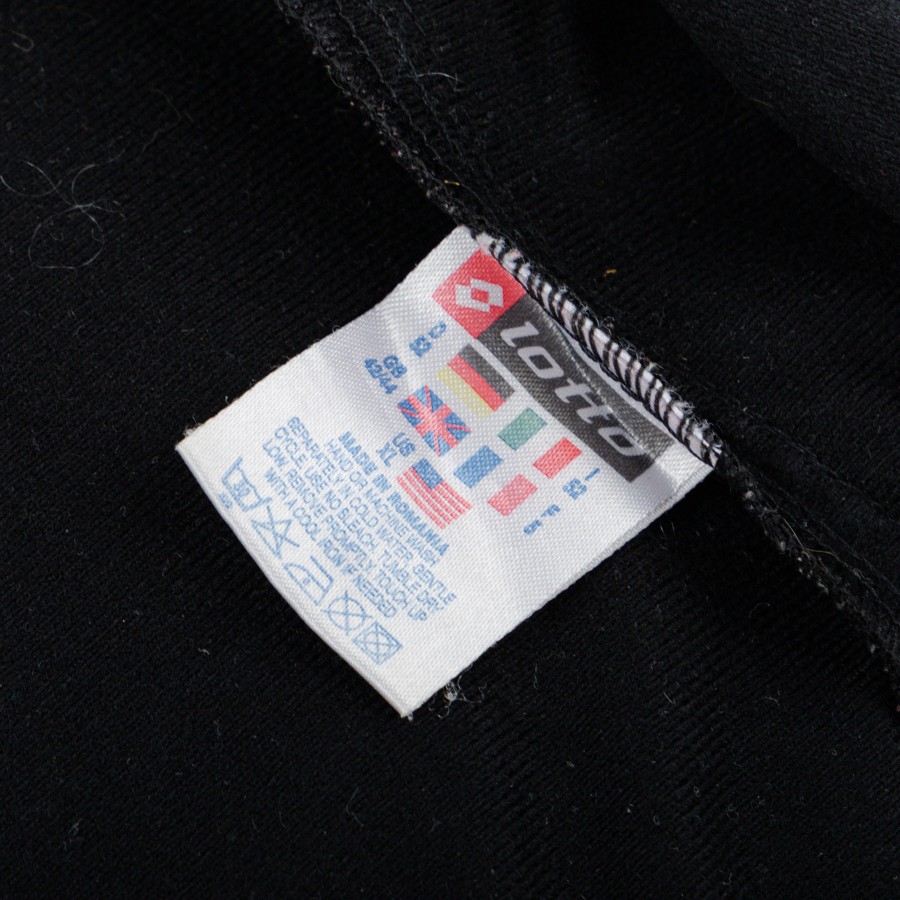 lotto
D
52
I
52
GB
42/44
F
5
US
XL
MADE IN ROMANIA
HAND OR MACHINE WASH
SEPARATELY IN COLD WATER, GENTLE
CYCLE. USE NO BLEACH. TUMBLE DRY
LOW. REMOVE PROMPTLY. TOUCH UP
WITH COOL IRON IF NEEDED